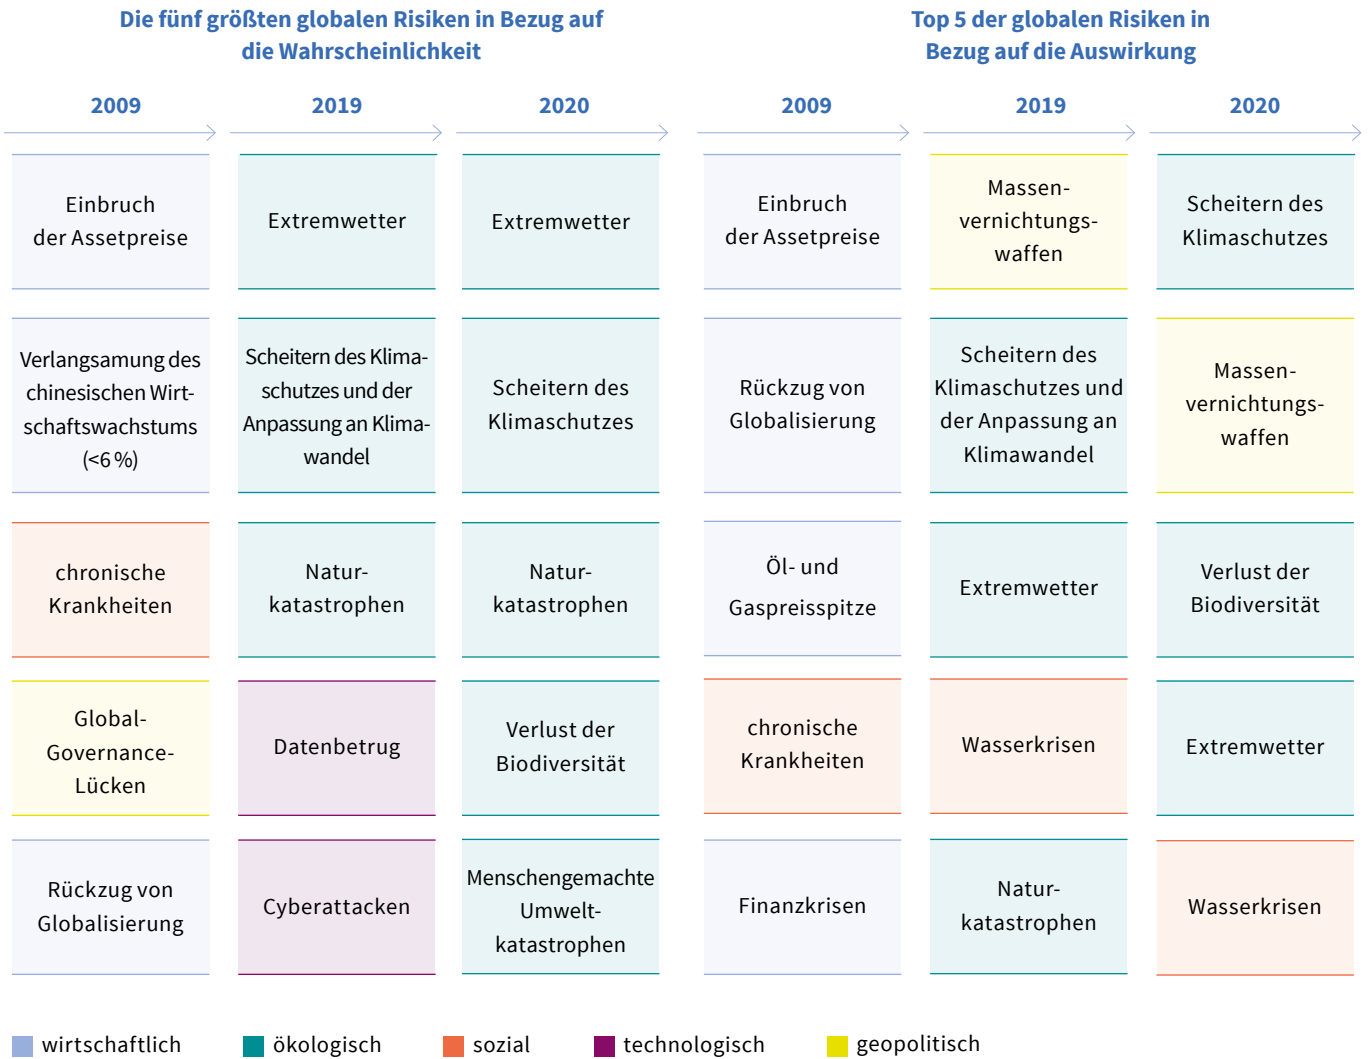 Die fünf größten globalen Risiken in Bezug auf
die Wahrscheinlichkeit
2009
2019
2020
Einbruch
der Assetpreise
Extremwetter
Extremwetter
Verlangsamung des
chinesischen Wirt-
schaftswachstums
(<6 %)
Scheitern des Klima-
schutzes und der
Anpassung an Klima-
wandel
Scheitern des
Klimaschutzes
chronische
Krankheiten
Natur-
katastrophen
Natur-
katastrophen
Global-
Governance-
Lücken
Datenbetrug
Verlust der
Biodiversität
Rückzug von
Globalisierung
Cyberattacken
Menschengemachte
Umwelt-
katastrophen
Top 5 der globalen Risiken in
Bezug auf die Auswirkung
2009
2019
2020
Einbruch
der Assetpreise
Massen-
vernichtungs-
waffen
Scheitern des
Klimaschutzes
Rückzug von
Globalisierung
Scheitern des
Klimaschutzes und
der Anpassung an
Klimawandel
Massen-
vernichtungs-
waffen
Öl- und
Gaspreisspitze
Extremwetter
Verlust der
Biodiversität
chronische
Krankheiten
Wasserkrisen
Extremwetter
Finanzkrisen
Natur-
katastrophen
Wasserkrisen
wirtschaftlich
ökologisch
sozial
technologisch
geopolitisch